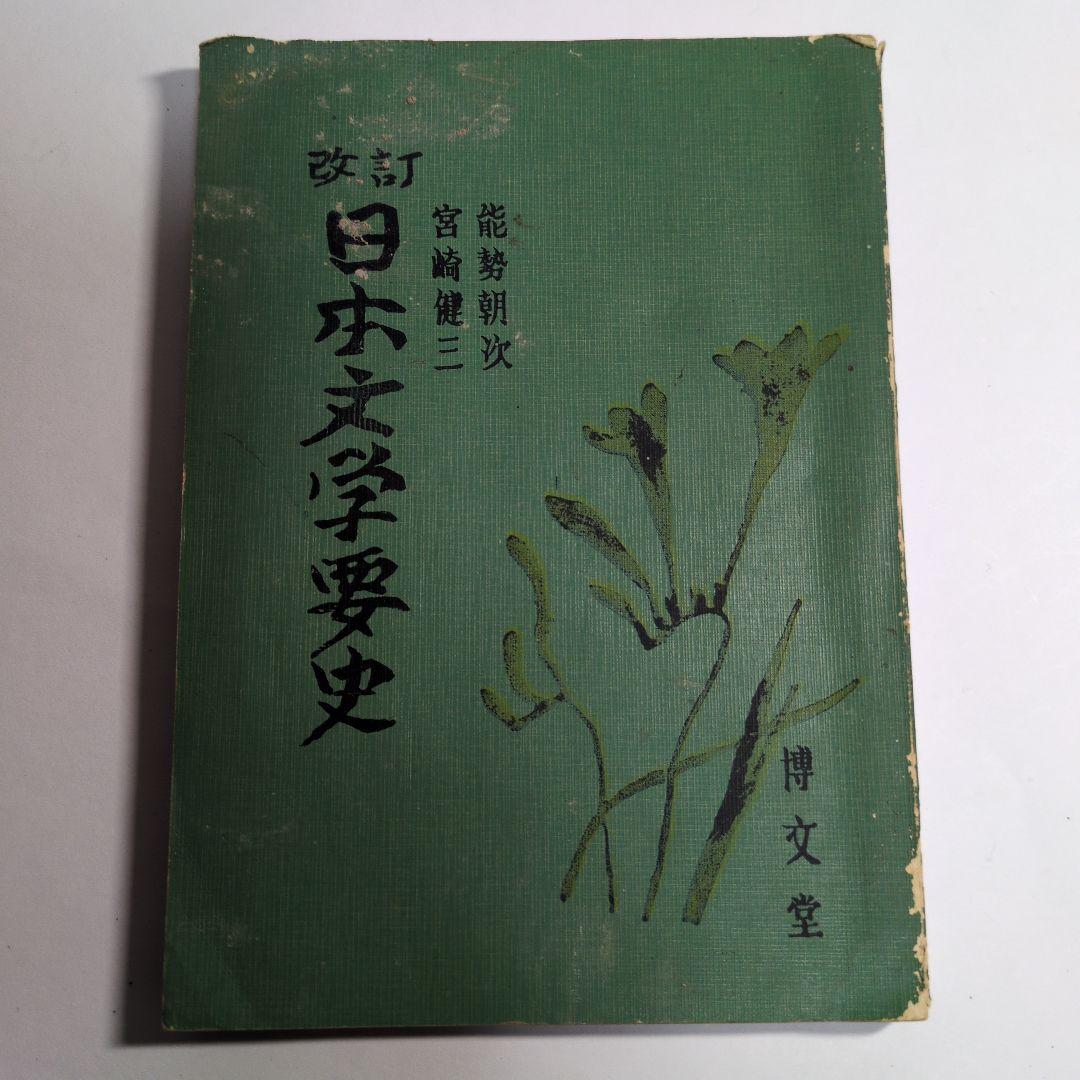 改訂
日本文学要史
能勢朝次
宮崎健三
博文堂